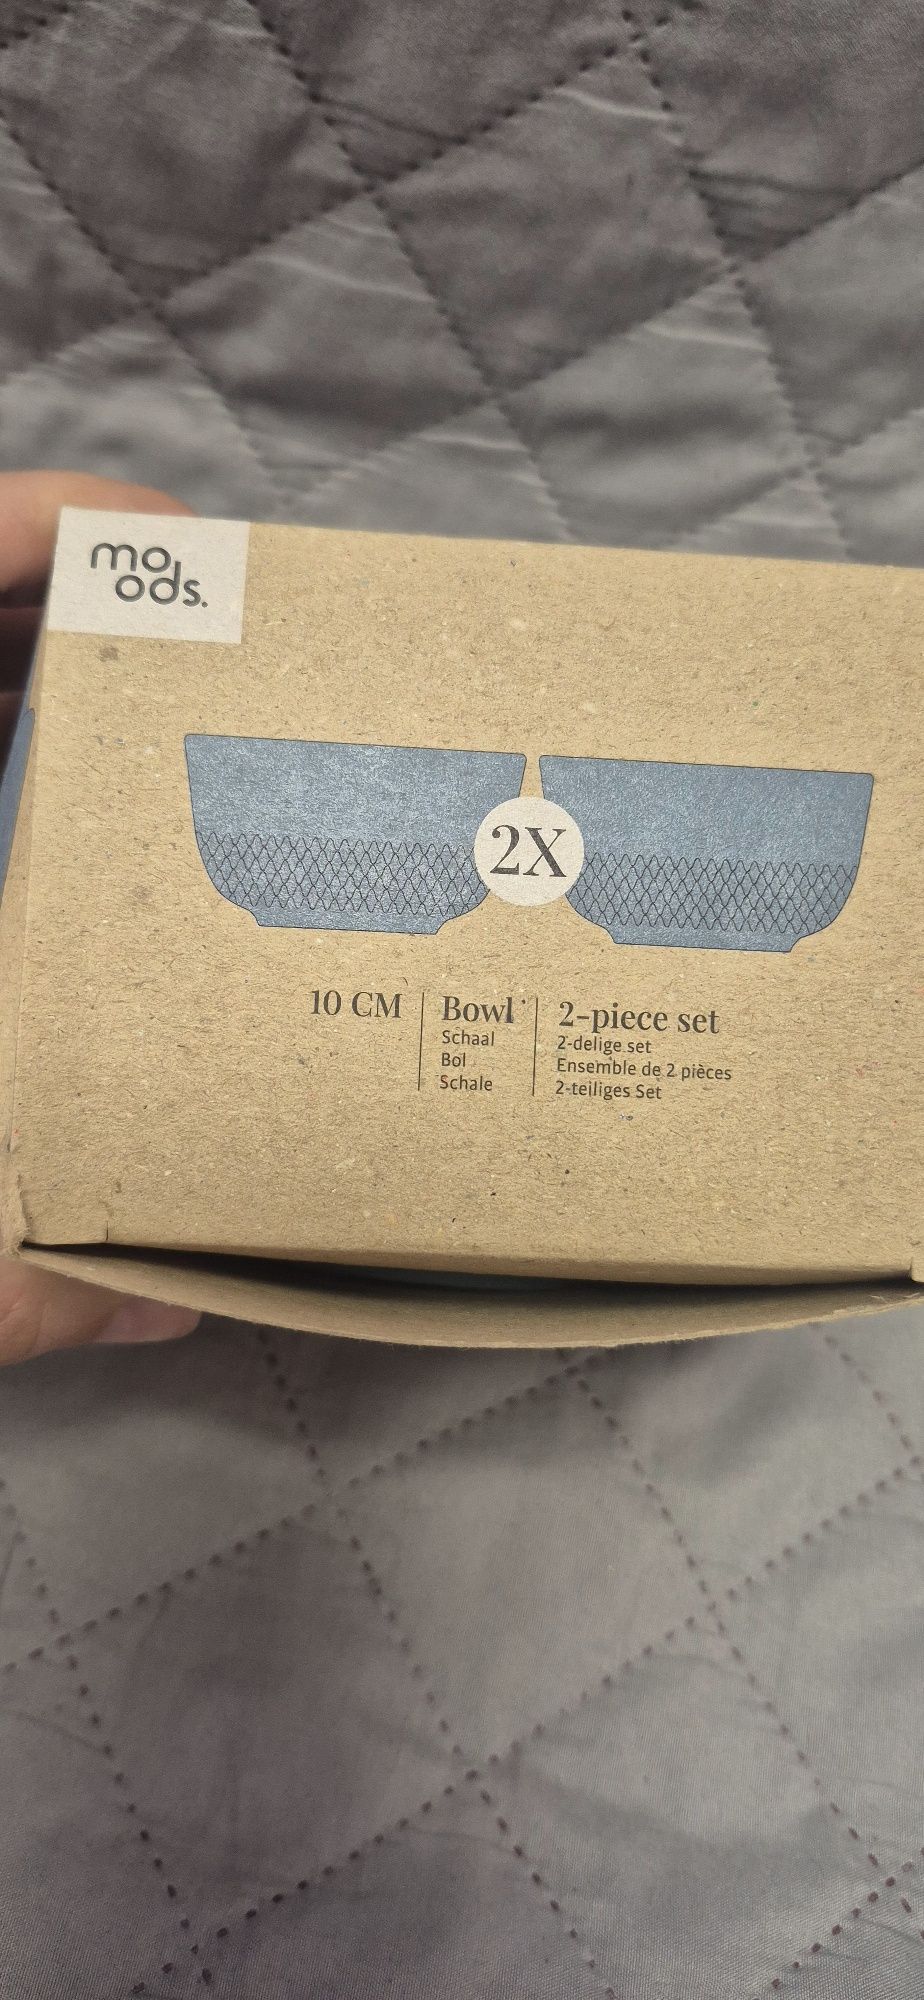 mo
ods.
2X
10 CM
Bowl
Schaal
Bol
Schale
2-piece set
2-delige set
Ensemble de 2 pièces
2-teiliges Set